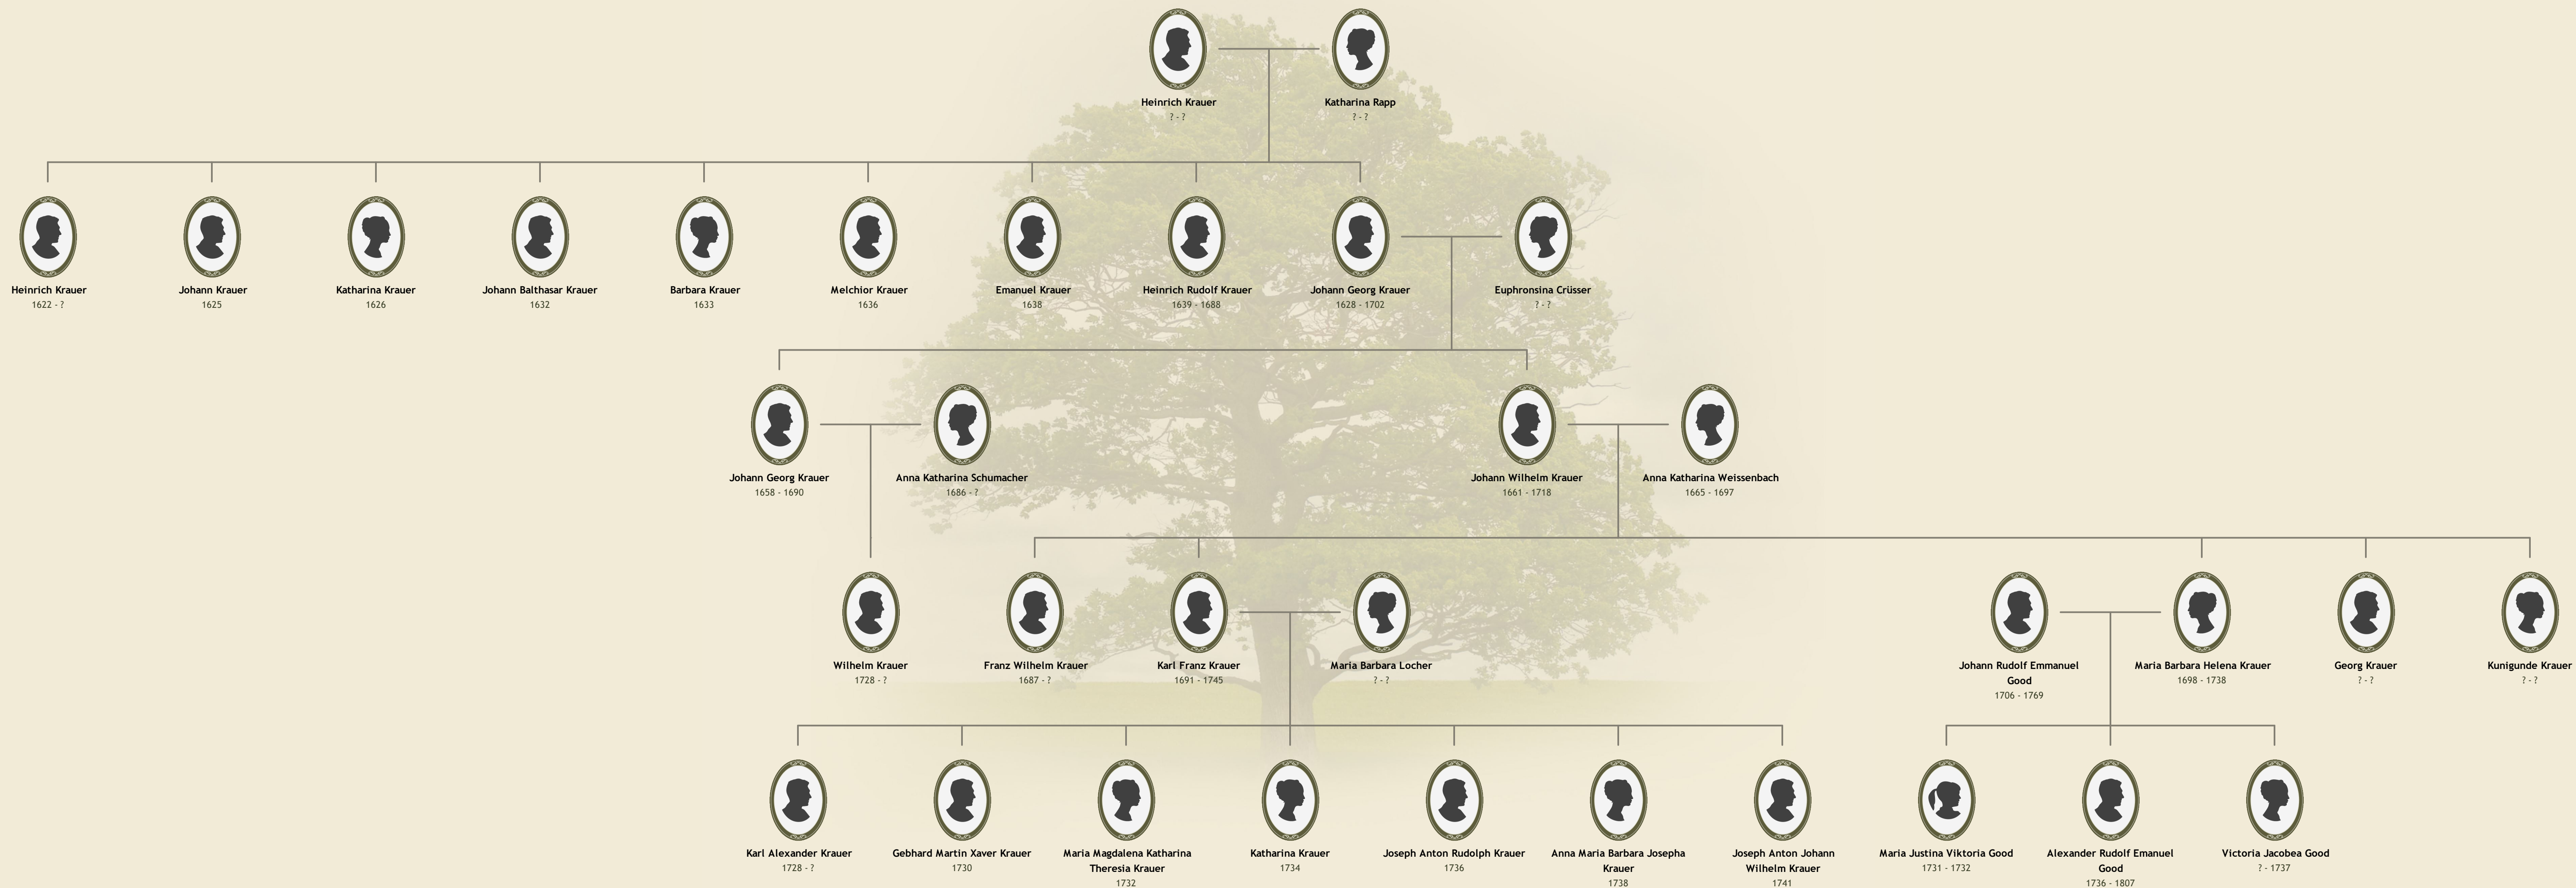 Heinrich Krauer
? - ?
Katharina Rapp
? - ?
Heinrich Krauer
1622 - ?
Johann Krauer
1625
Katharina Krauer
1626
Johann Balthasar Krauer
1632
Barbara Krauer
1633
Melchior Krauer
1636
Emanuel Krauer
1638
Heinrich Rudolf Krauer
1639 - 1688
Johann Georg Krauer
1628 - 1702
Euphronsina Crüsser
? - ?
Johann Georg Krauer
1658 - 1690
Anna Katharina Schumacher
1686 - ?
Johann Wilhelm Krauer
1661 - 1718
Anna Katharina Weissenbach
1665 - 1697
Wilhelm Krauer
1728 - ?
Franz Wilhelm Krauer
1687 - ?
Karl Franz Krauer
1691 - 1745
Maria Barbara Locher
? - ?
Johann Rudolf Emmanuel
Good
1706 - 1769
Maria Barbara Helena Krauer
1698 - 1738
Georg Krauer
? - ?
Kunigunde Krauer
? - ?
Karl Alexander Krauer
1728 - ?
Gebhard Martin Xaver Krauer
1730
Maria Magdalena Katharina
Theresia Krauer
1732
Katharina Krauer
1734
Joseph Anton Rudolph Krauer
1736
Anna Maria Barbara Josepha
Krauer
1738
Joseph Anton Johann
Wilhelm Krauer
1741
Maria Justina Viktoria Good
1731 - 1732
Alexander Rudolf Emanuel
Good
1736 - 1807
Victoria Jacobea Good
? - 1737